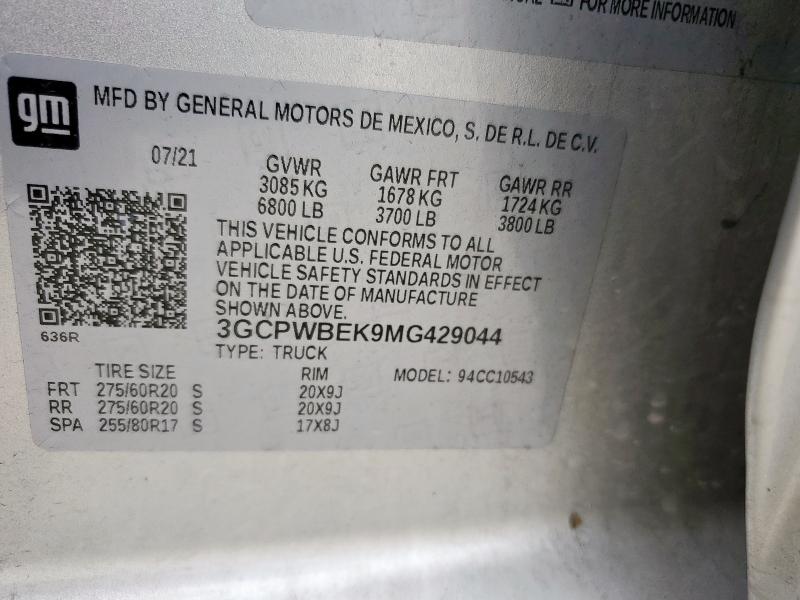 FOR MORE INFORMATION
gm
MFD BY GENERAL MOTORS DE MEXICO, S. DE R.L. DE C.V.
07/21 GVWR GAWR FRT GAWR RR
3085 KG 1678 KG 1724 KG
6800 LB 3700 LB 3800 LB
THIS VEHICLE CONFORMS TO ALL
APPLICABLE U.S. FEDERAL MOTOR
VEHICLE SAFETY STANDARDS IN EFFECT
ON THE DATE OF MANUFACTURE
SHOWN ABOVE.
636R
3GCPWBEK9MG429044
TYPE: TRUCK
TIRE SIZE RIM MODEL: 94CC10543
FRT 275/60R20 S 20X9J
RR 275/60R20 S 20X9J
SPA 255/80R17 S 17X8J